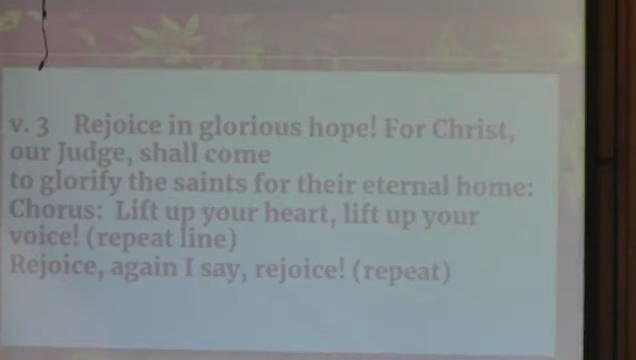 v. 3 Rejoice in glorious hope! For Christ,
our Judge, shall come
to glorify the saints for their eternal home:
Chorus: Lift up your heart, lift up your
voice! (repeat line)
Rejoice, again I say, rejoice! (repeat)